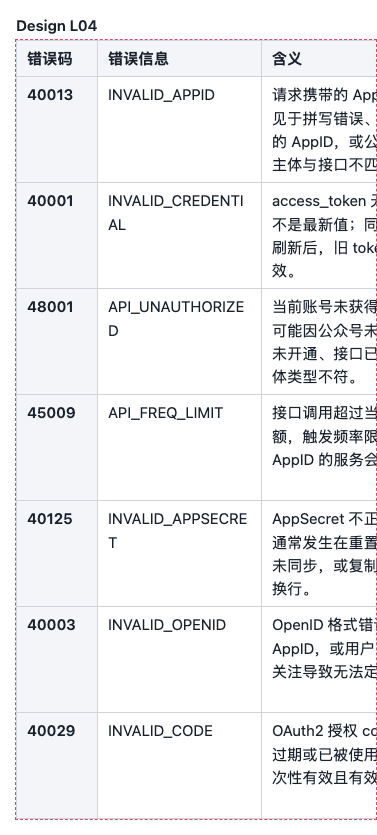 Design L04
错误码 错误信息 含义
40013 INVALID_APPID 请求携带的 App
见于拼写错误、
的 AppID，或公
主体与接口不匹
40001 INVALID_CREDENTI access_token
AL 不是最新值；同
刷新后，旧 tok
效。
48001 API_UNAUTHORIZE 当前账号未获得
D 可能因公众号未
未开通、接口已
体类型不符。
45009 API_FREQ_LIMIT 接口调用超过当
额，触发频率限
AppID 的服务会
40125 INVALID_APPSECRE AppSecret 不正
T 通常发生在重置
未同步，或复制
换行。
40003 INVALID_OPENID OpenID 格式错
AppID，或用户
关注导致无法定
40029 INVALID_CODE OAuth2 授权 co
过期或已被使用
次性有效且有效